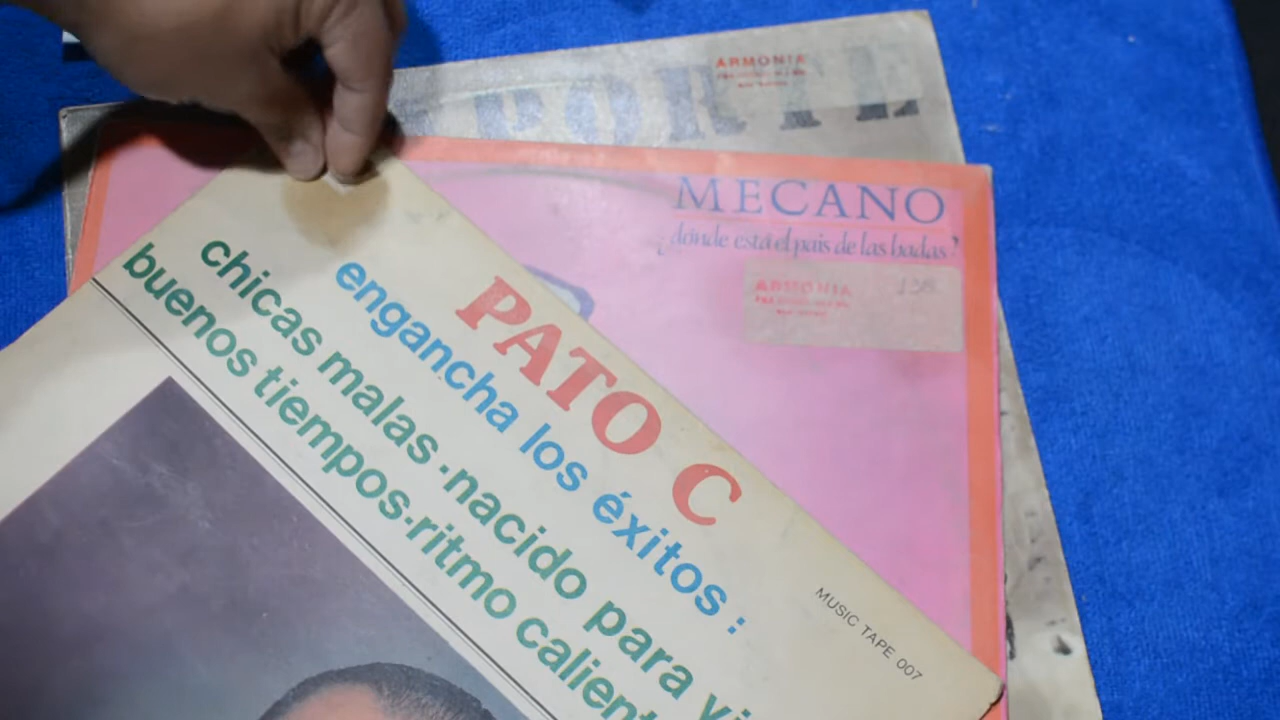 ARMONIA
MECANO
¿dónde está el país de las hadas?
ARMONIA
138
PATO C
engancha los éxitos :
chicas malas·nacido para
buenos tiempos·ritmo
MUSIC TAPE 007